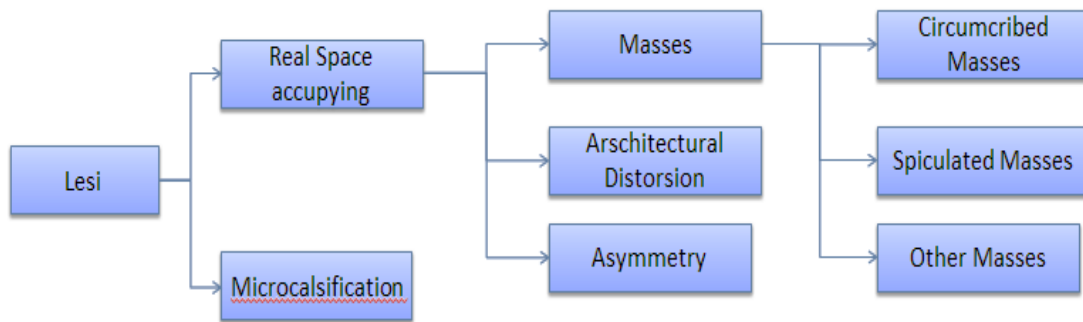 Lesi
Real Space
accupying
Microcalsification
Masses
Arschitectural
Distorsion
Asymmetry
Circumcribed
Masses
Spiculated Masses
Other Masses